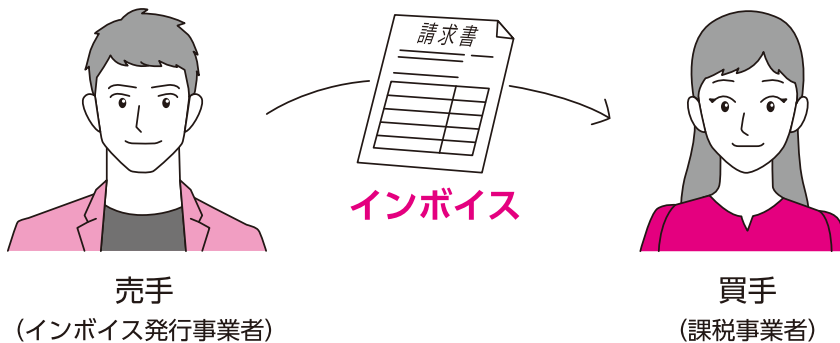 請求書
インボイス
売手
（インボイス発行事業者）
買手
（課税事業者）